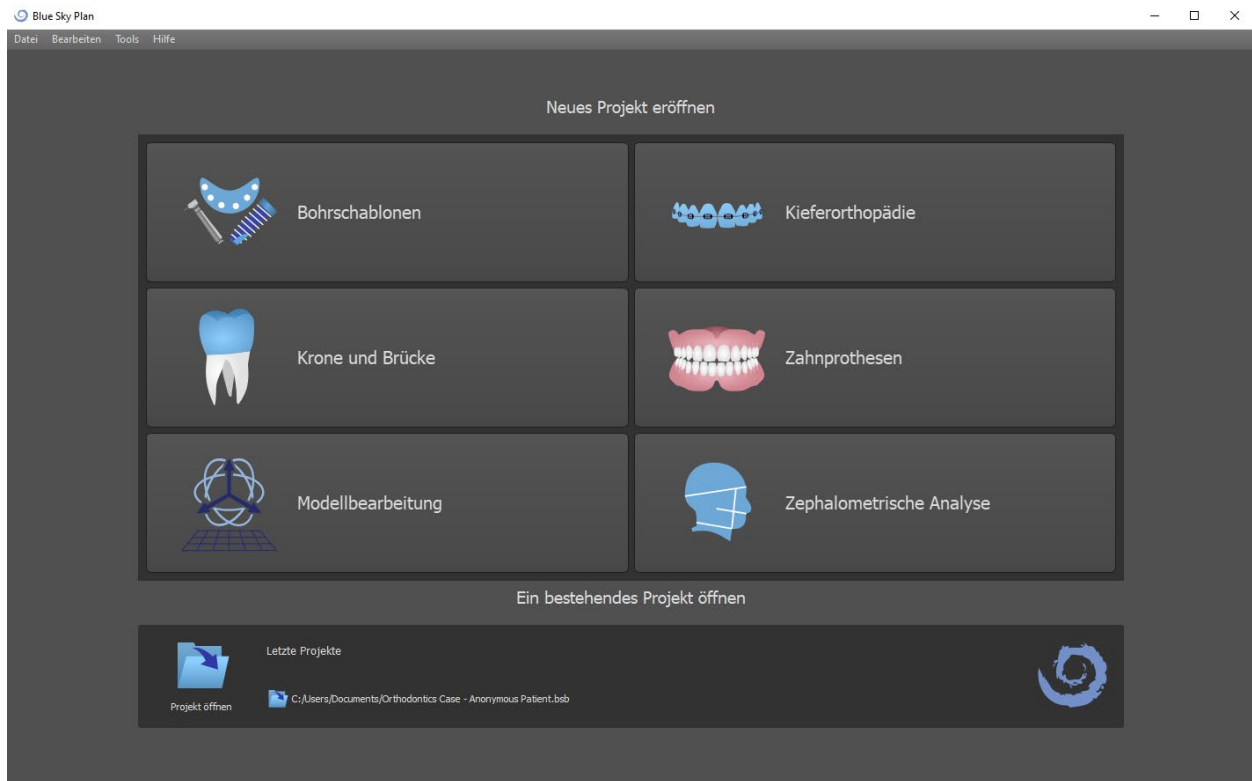 Blue Sky Plan
Datei Bearbeiten Tools Hilfe
Neues Projekt eröffnen
Bohrschablonen
Kieferorthopädie
Krone und Brücke
Zahnprothesen
Modellbearbeitung
Zephalometrische Analyse
Ein bestehendes Projekt öffnen
Letzte Projekte
C:/Users/Documents/Orthodontics Case - Anonymous Patient.bsb
Projekt öffnen